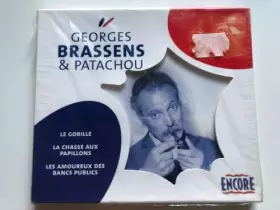 GEORGES
BRASSENS
& PATACHOU
LE GORILLE
LA CHASSE AUX
PAPILLONS
LES AMOUREUX DES
BANCS PUBLICS
ENCORE